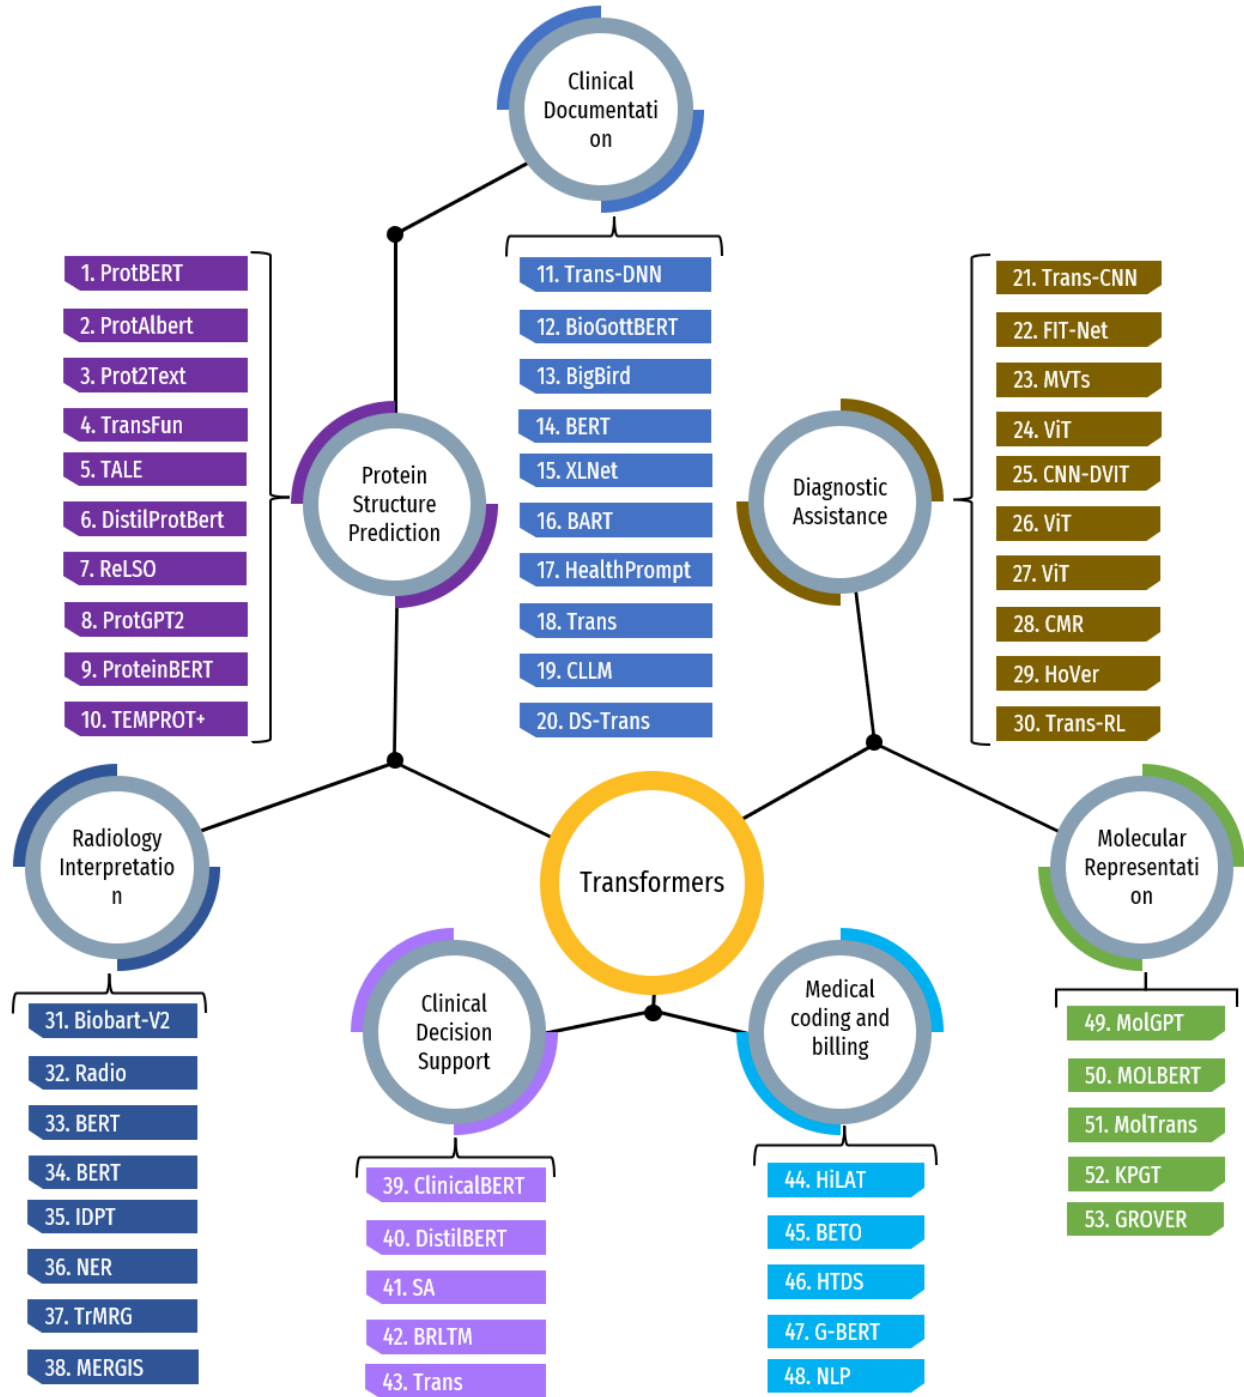 Clinical
Documentati
on
1. ProtBERT
2. ProtAlbert
3. Prot2Text
4. TransFun
5. TALE
6. DistilProtBert
7. ReLSO
8. ProtGPT2
9. ProteinBERT
10. TEMPROT+
Protein
Structure
Prediction
11. Trans-DNN
12. BioGottBERT
13. BigBird
14. BERT
15. XLNet
16. BART
17. HealthPrompt
18. Trans
19. CLLM
20. DS-Trans
Diagnostic
Assistance
21. Trans-CNN
22. FIT-Net
23. MVTs
24. ViT
25. CNN-DVIT
26. ViT
27. ViT
28. CMR
29. HoVer
30. Trans-RL
Radiology
Interpretatio
n
Transformers
Molecular
Representati
on
31. Biobart-V2
32. Radio
33. BERT
34. BERT
35. IDPT
36. NER
37. TrMRG
38. MERGIS
Clinical
Decision
Support
39. ClinicalBERT
40. DistilBERT
41. SA
42. BRLTM
43. Trans
Medical
coding and
billing
44. HiLAT
45. BETO
46. HTDS
47. G-BERT
48. NLP
49. MolGPT
50. MOLBERT
51. MolTrans
52. KPGT
53. GROVER